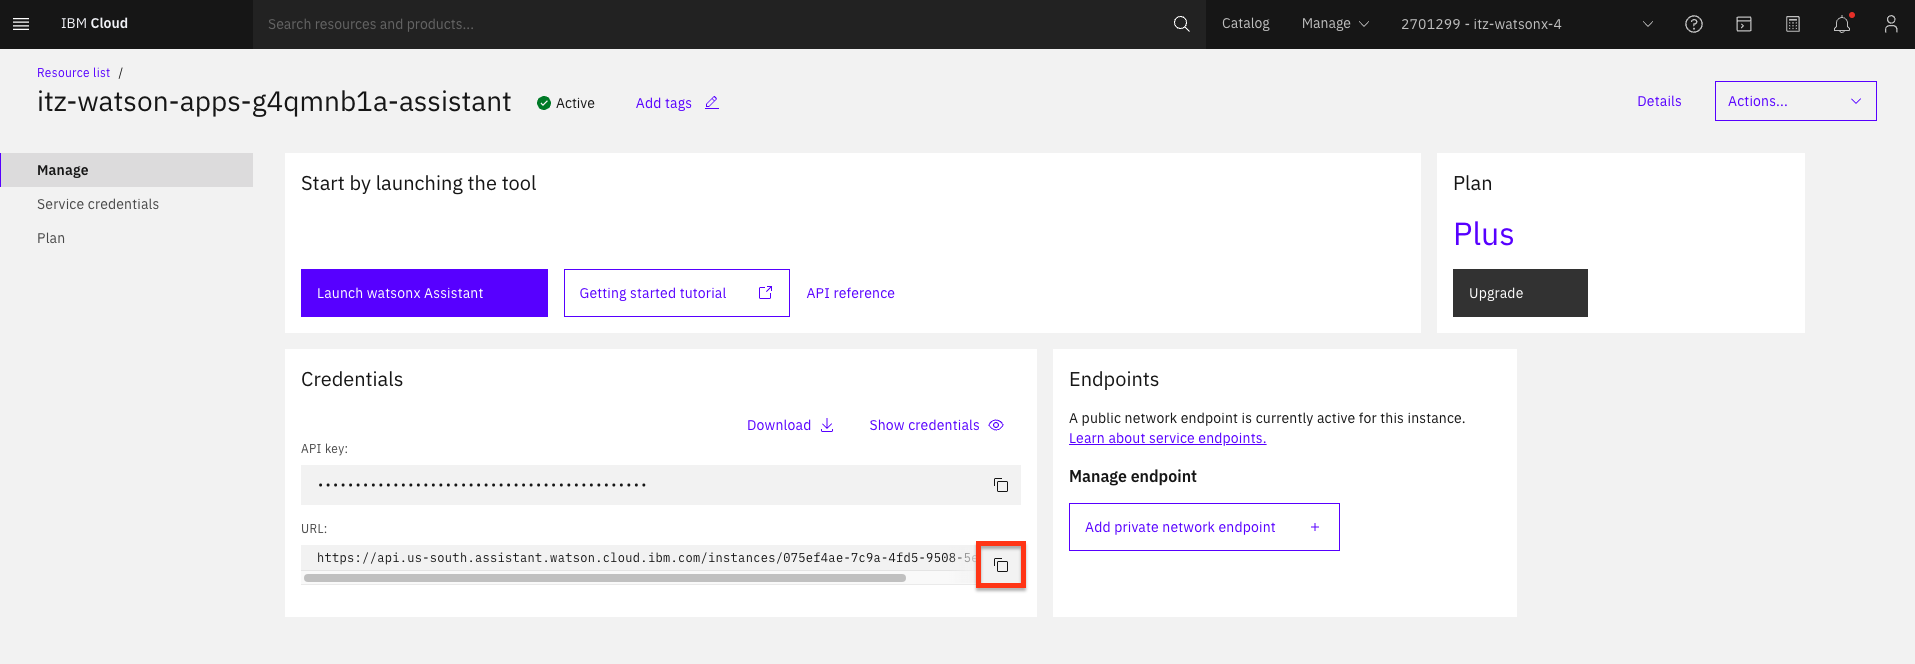 IBM Cloud
Search resources and products...
Catalog
Manage
2701299 - itz-watsonx-4
Resource list /
itz-watson-apps-g4qmnb1a-assistant
Active
Add tags
Details
Actions...
Manage
Service credentials
Plan
Start by launching the tool
Launch watsonx Assistant
Getting started tutorial
API reference
Plan
Plus
Upgrade
Credentials
Download
Show credentials
API key:
••••••••••••••••••••••••••••••••••••••••••••
URL:
https://api.us-south.assistant.watson.cloud.ibm.com/instances/075ef4ae-7c9a-4fd5-9508-5e
Endpoints
A public network endpoint is currently active for this instance.
Learn about service endpoints.
Manage endpoint
Add private network endpoint +